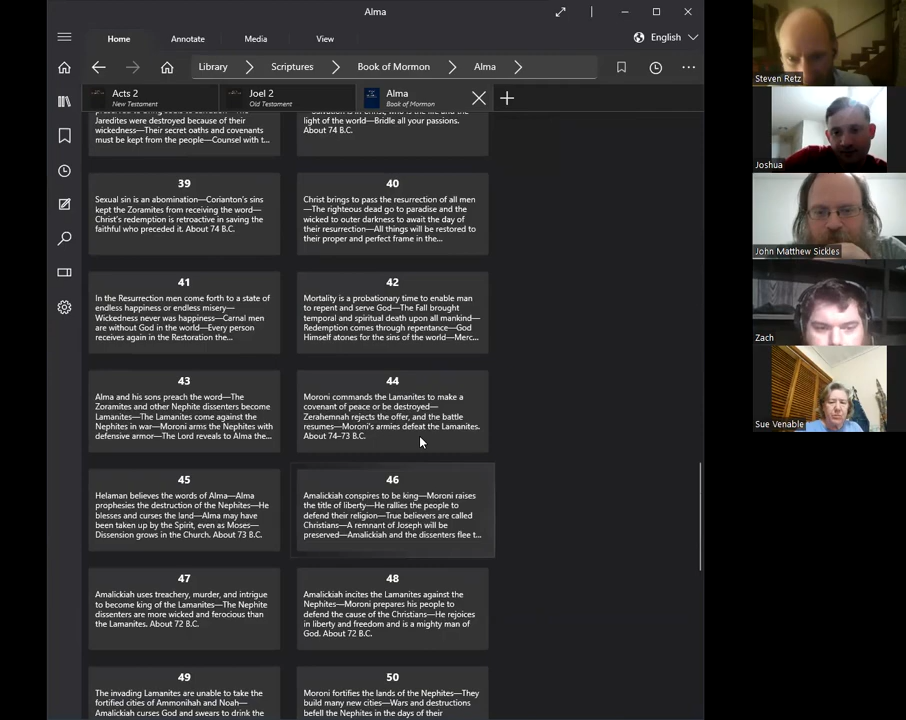 Alma
Home
Annotate
Media
View
English
Library
Scriptures
Book of Mormon
Alma
Acts 2
New Testament
Joel 2
Old Testament
Alma
Book of Mormon
Jaredites were destroyed because of their
wickedness—Their secret oaths and covenants
must be kept from the people—Counsel with t...
light of the world—Bridle all your passions.
About 74 B.C.
39
Sexual sin is an abomination—Corianton's sins
kept the Zoramites from receiving the word—
Christ's redemption is retroactive in saving the
faithful who preceded it. About 74 B.C.
40
Christ brings to pass the resurrection of all men
—The righteous dead go to paradise and the
wicked to outer darkness to await the day of
their resurrection—All things will be restored to
their proper and perfect frame in the...
41
In the Resurrection men come forth to a state of
endless happiness or endless misery—
Wickedness never was happiness—Carnal men
are without God in the world—Every person
receives again in the Restoration the...
42
Mortality is a probationary time to enable man
to repent and serve God—The Fall brought
temporal and spiritual death upon all mankind—
Redemption comes through repentance—God
Himself atones for the sins of the world—Merc...
43
Alma and his sons preach the word—The
Zoramites and other Nephite dissenters become
Lamanites—The Lamanites come against the
Nephites in war—Moroni arms the Nephites with
defensive armor—The Lord reveals to Alma the...
44
Moroni commands the Lamanites to make a
covenant of peace or be destroyed—
Zerahemnah rejects the offer, and the battle
resumes—Moroni's armies defeat the Lamanites.
About 74–73 B.C.
45
Helaman believes the words of Alma—Alma
prophesies the destruction of the Nephites—He
blesses and curses the land—Alma may have
been taken up by the Spirit, even as Moses—
Dissension grows in the Church. About 73 B.C.
46
Amalickiah conspires to be king—Moroni raises
the title of liberty—He rallies the people to
defend their religion—True believers are called
Christians—A remnant of Joseph will be
preserved—Amalickiah and the dissenters flee t...
47
Amalickiah uses treachery, murder, and intrigue
to become king of the Lamanites—The Nephite
dissenters are more wicked and ferocious than
the Lamanites. About 72 B.C.
48
Amalickiah incites the Lamanites against the
Nephites—Moroni prepares his people to
defend the cause of the Christians—He rejoices
in liberty and freedom and is a mighty man of
God. About 72 B.C.
49
The invading Lamanites are unable to take the
fortified cities of Ammonihah and Noah—
Amalickiah curses God and swears to drink the
50
Moroni fortifies the lands of the Nephites—They
build many new cities—Wars and destructions
befell the Nephites in the days of their
Steven Retz
Joshua
John Matthew Sickles
Zach
Sue Venable